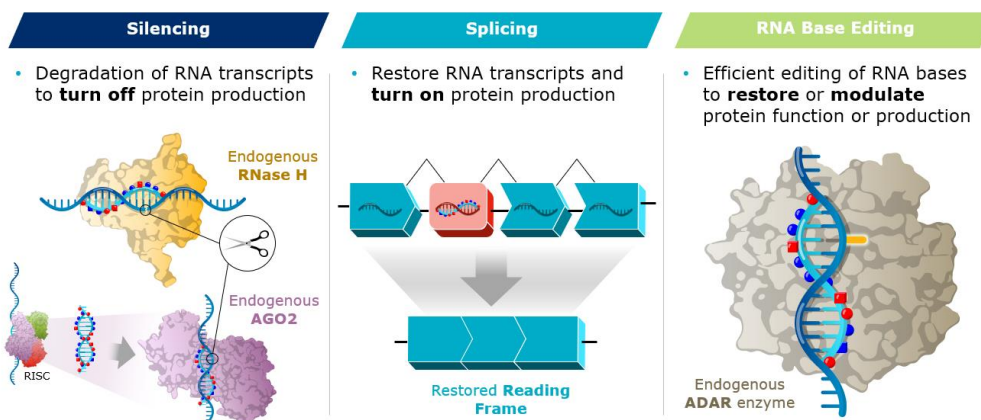 Silencing
• Degradation of RNA transcripts
to turn off protein production
Endogenous
RNase H
Endogenous
AGO2
RISC
Splicing
• Restore RNA transcripts and
turn on protein production
Restored Reading
Frame
RNA Base Editing
• Efficient editing of RNA bases
to restore or modulate
protein function or production
Endogenous
ADAR enzyme